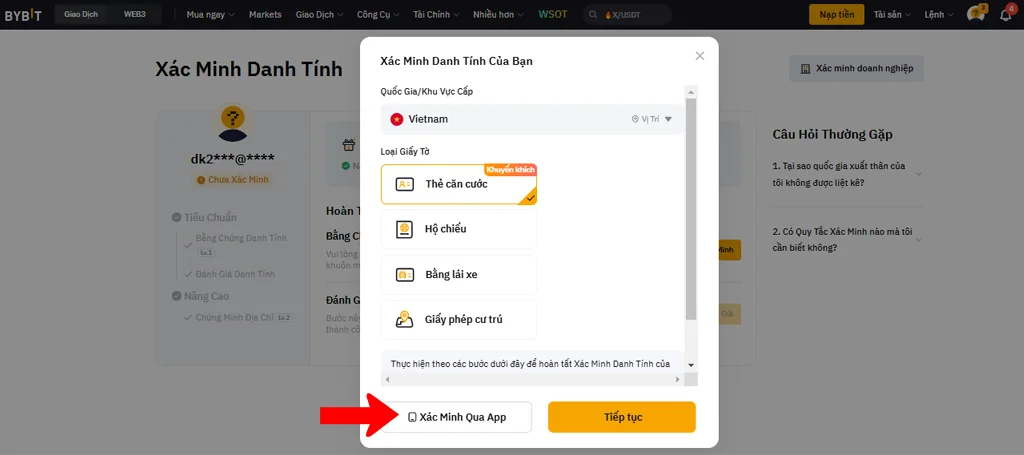 BYBIT Giao Dịch WEB3 Mua ngay Markets Giao Dịch Công Cụ Tài Chính Nhiều hơn WSOT X/USDT Nạp tiền Tài sản 3 Lệnh 4
Xác Minh Danh Tính
Xác minh doanh nghiệp
dk2***@****
Chưa Xác Minh
Tiêu Chuẩn
Bằng Chứng Danh Tính
Lv.1
Đánh Giá Danh Tính
Nâng Cao
Chứng Minh Địa Chỉ Lv.2
Hoàn T
Bằng C
Vui lòng
khuôn m
Minh
Đánh G
Bước này
thành cô
Gửi
Xác Minh Danh Tính Của Bạn
Quốc Gia/Khu Vực Cấp
Vietnam Vị Trí
Loại Giấy Tờ
Khuyến khích
Thẻ căn cước
Hộ chiếu
Bằng lái xe
Giấy phép cư trú
Thực hiện theo các bước dưới đây để hoàn tất Xác Minh Danh Tính của
Xác Minh Qua App
Tiếp tục
Câu Hỏi Thường Gặp
1. Tại sao quốc gia xuất thân của
tôi không được liệt kê?
2. Có Quy Tắc Xác Minh nào mà tôi
cần biết không?